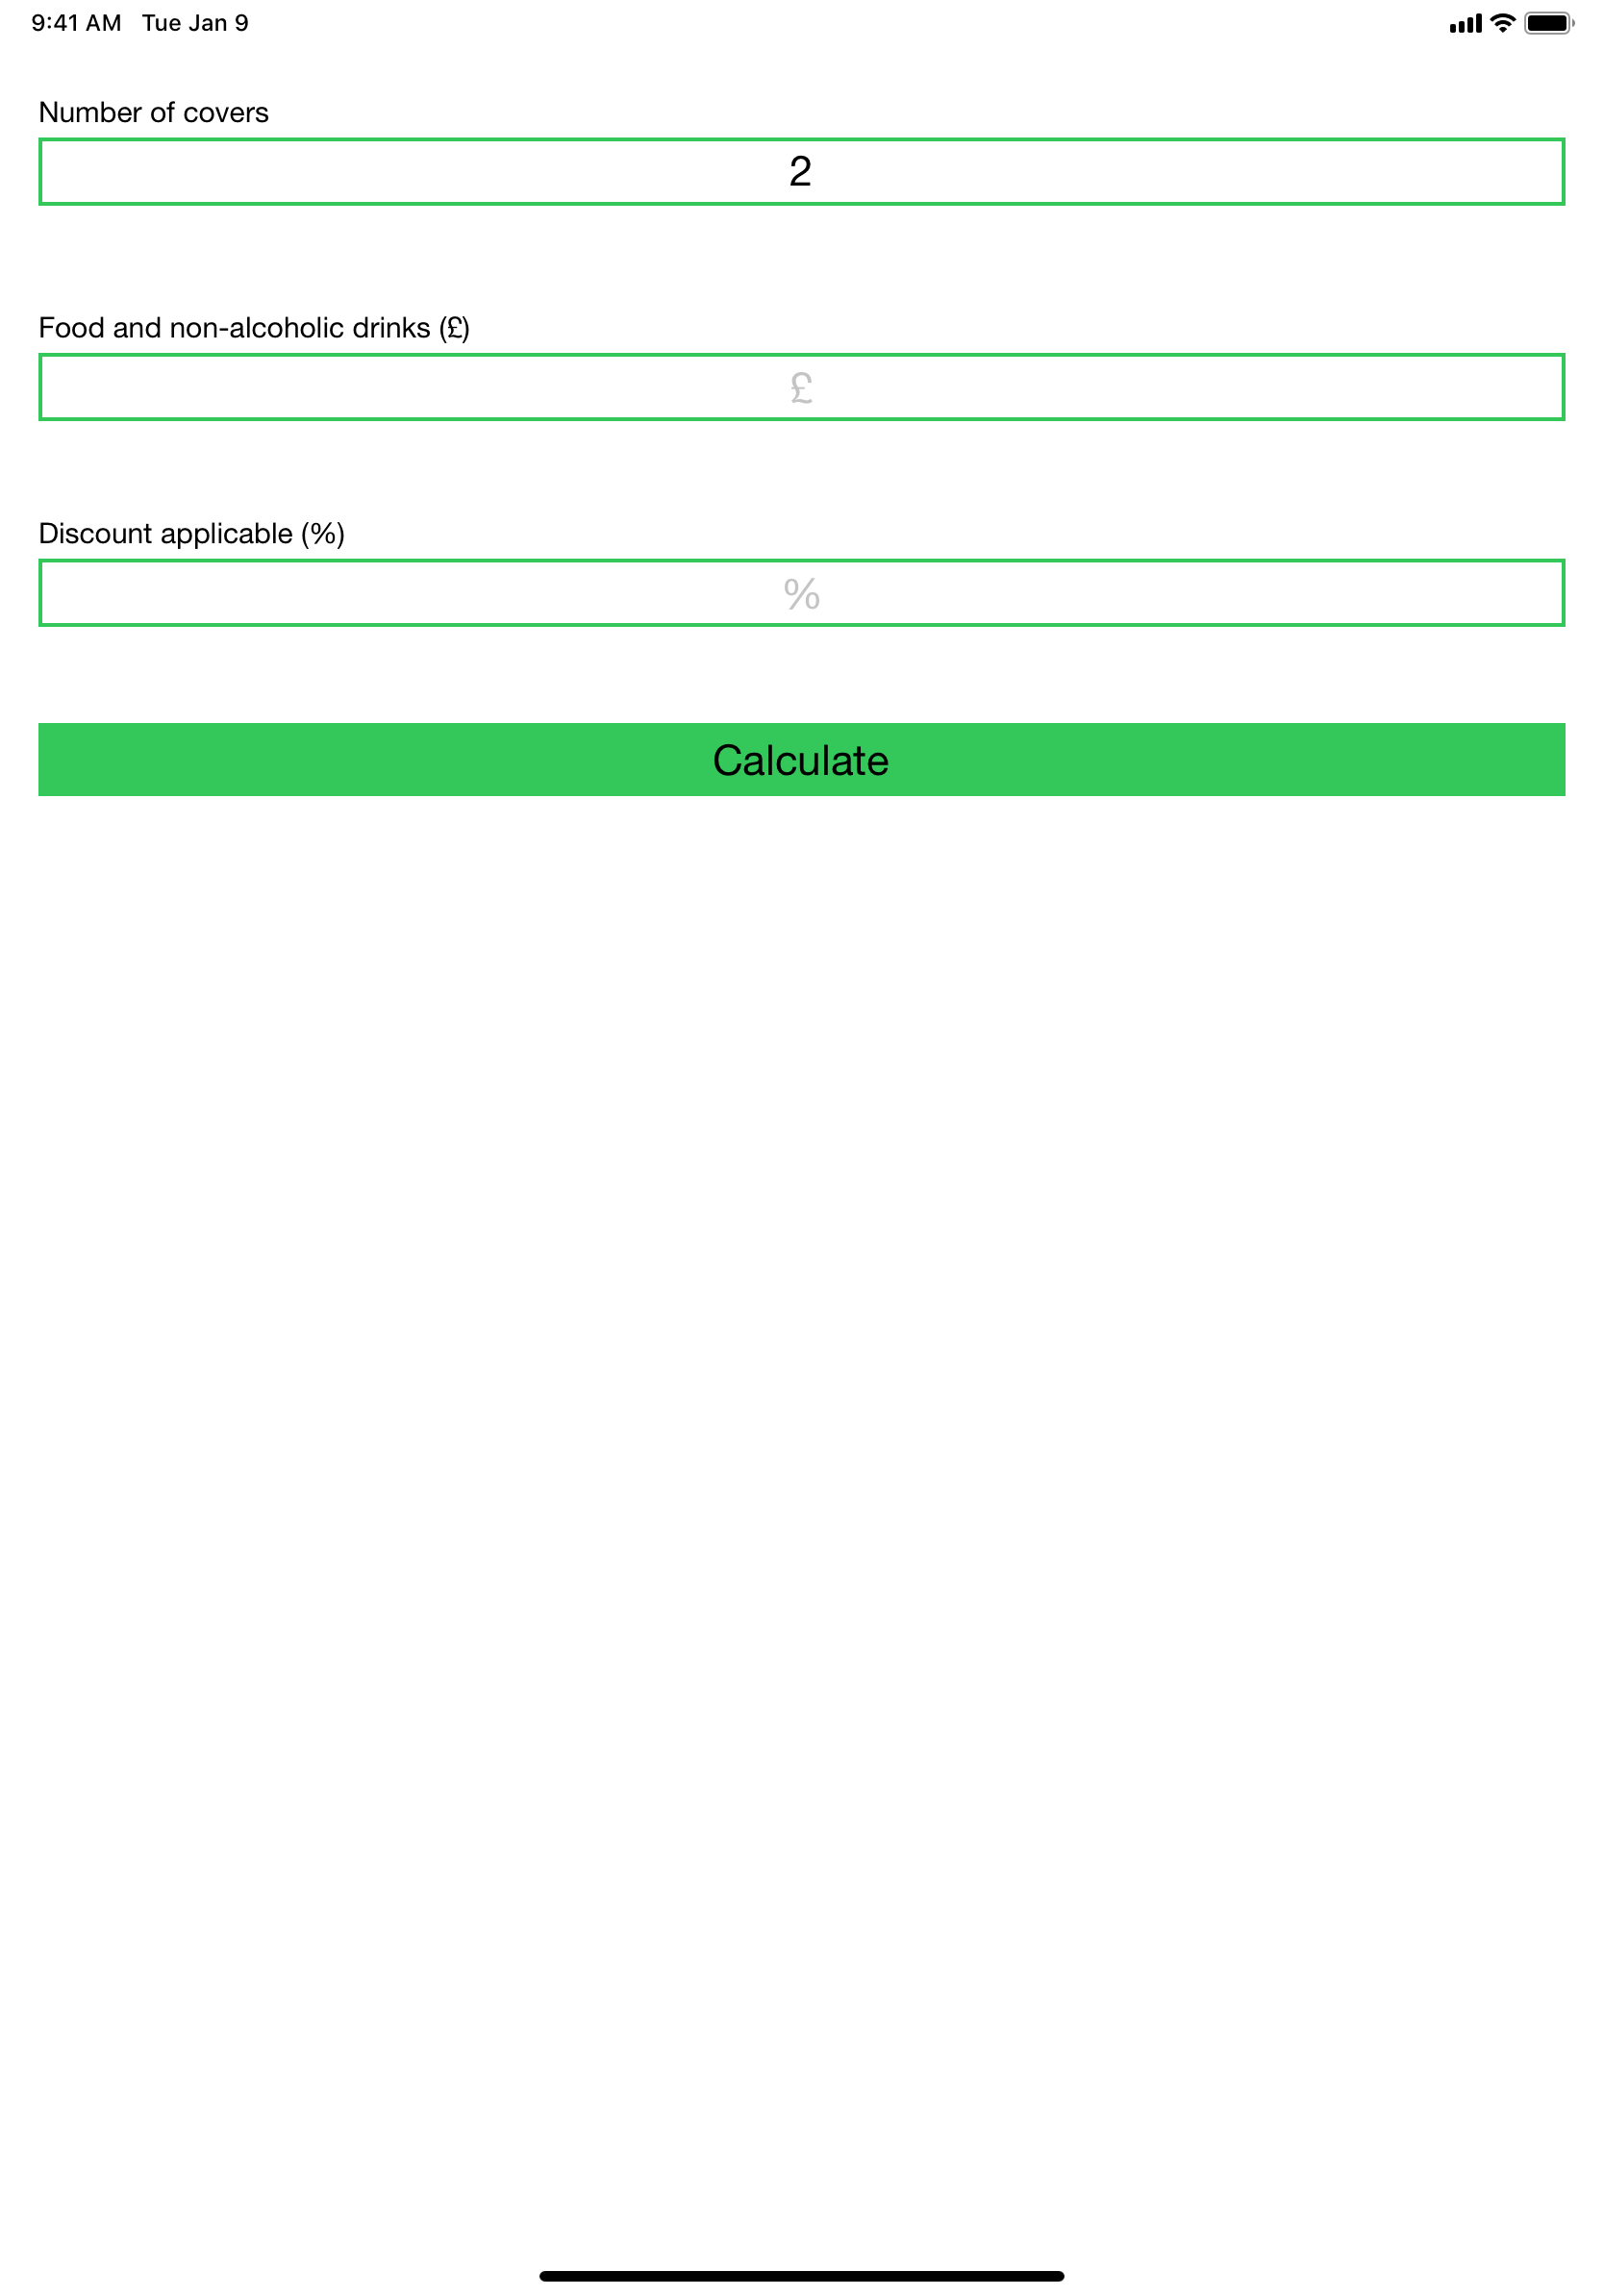 9:41 AM Tue Jan 9
Number of covers
2
Food and non-alcoholic drinks (£)
£
Discount applicable (%)
%
Calculate